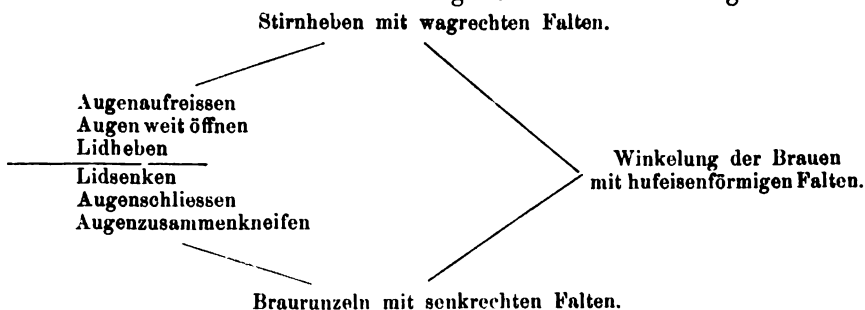 Stirnheben mit wagrechten Falten.
Augenaufreissen
Augen weit öffnen
Lidheben
Lidsenken
Augenschliessen
Augenzusammenkneifen
Winkelung der Brauen
mit hufeisenförmigen Falten.
Braurunzeln mit senkrechten Falten.